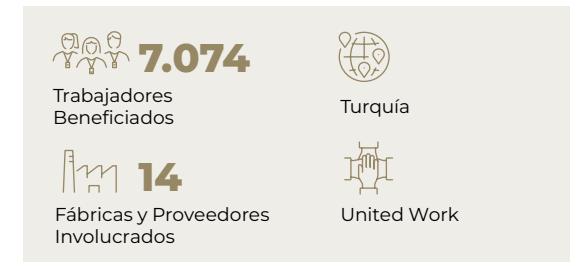 7.074
Trabajadores
Beneficiados
Turquía
14
Fábricas y Proveedores
Involucrados
United Work